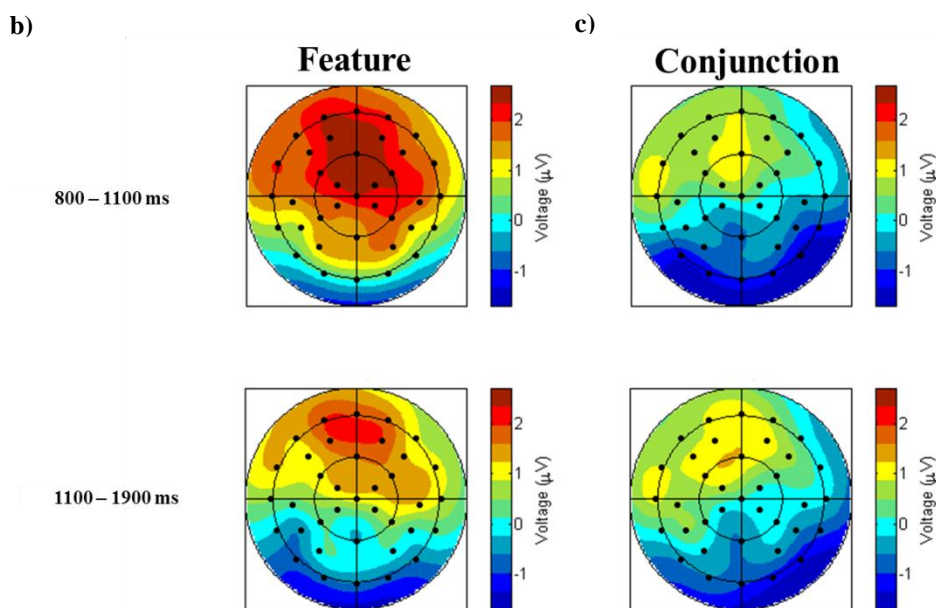 b)
c)
Feature
Conjunction
800 – 1100 ms
2
1
0
-1
Voltage (µV)
2
1
0
-1
Voltage (µV)
1100 – 1900 ms
2
1
0
-1
Voltage (µV)
2
1
0
-1
Voltage (µV)